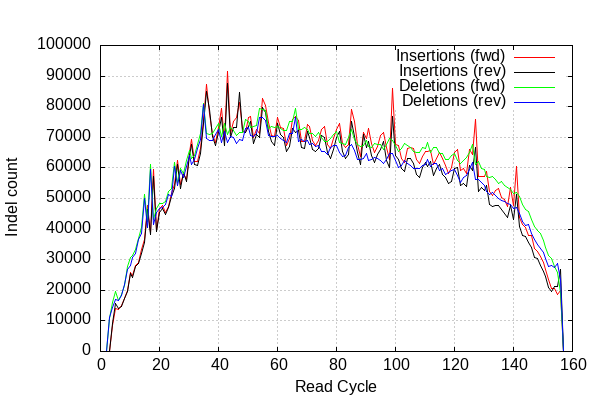 100000
Insertions (fwd)
90000
Insertions (rev)
Deletions (fwd)
80000
Deletions (rev)
70000
60000
50000
40000
30000
20000
10000
0
Indel count
0 20 40 60 80 100 120 140 160
Read Cycle